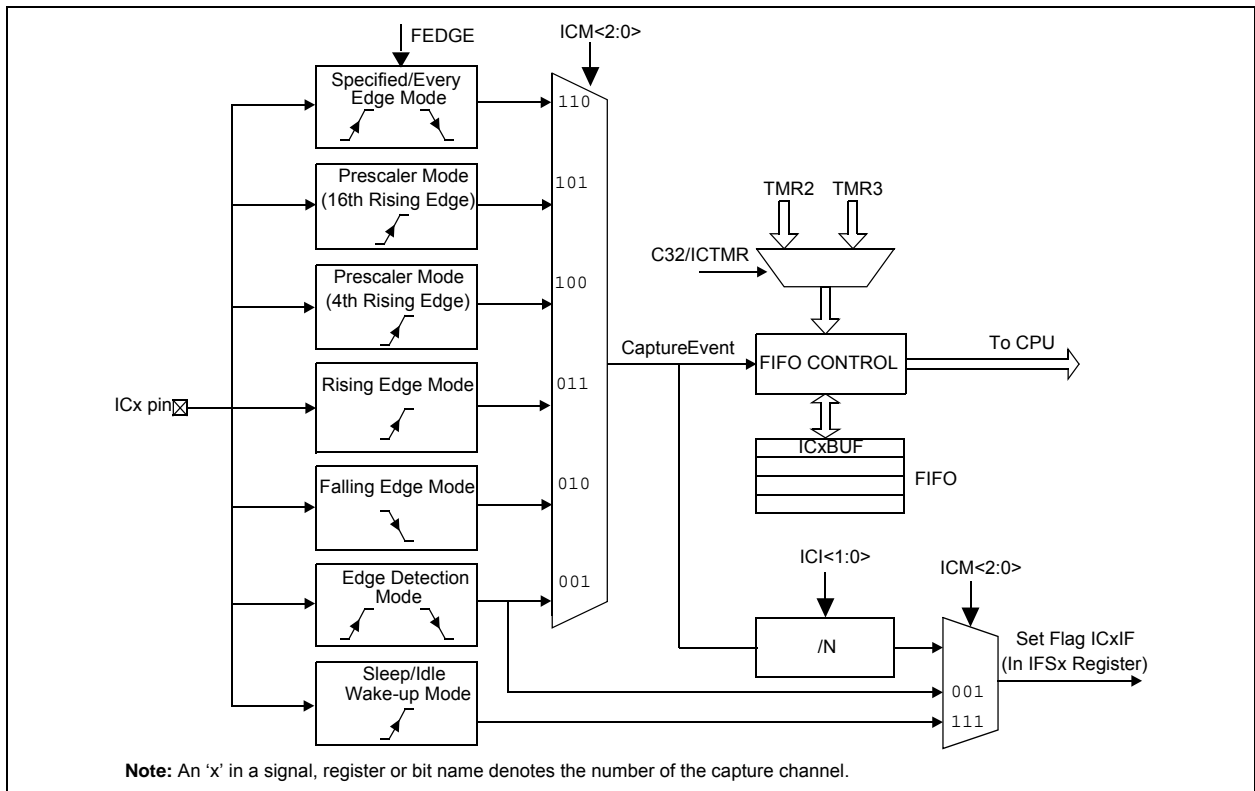 FEDGE
ICM<2:0>
Specified/Every
Edge Mode
110
Prescaler Mode
(16th Rising Edge)
101
TMR2
TMR3
C32/ICTMR
Prescaler Mode
(4th Rising Edge)
100
CaptureEvent
FIFO CONTROL
To CPU
Rising Edge Mode
011
ICx pin
ICxBUF
FIFO
Falling Edge Mode
010
ICI<1:0>
ICM<2:0>
Edge Detection
Mode
001
/N
Set Flag ICxIF
(In IFSx Register)
Sleep/Idle
Wake-up Mode
001
111
Note: An ‘x’ in a signal, register or bit name denotes the number of the capture channel.